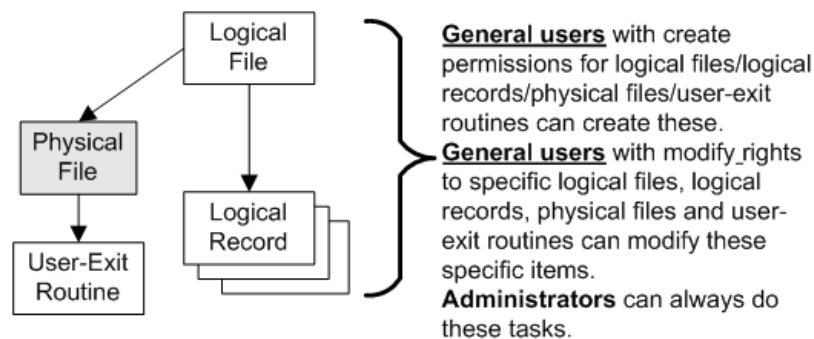 Logical
File
Physical
File
Logical
Record
User-Exit
Routine
General users with create
permissions for logical files/logical
records/physical files/user-exit
routines can create these.
General users with modify rights
to specific logical files, logical
records, physical files and user-
exit routines can modify these
specific items.
Administrators can always do
these tasks.